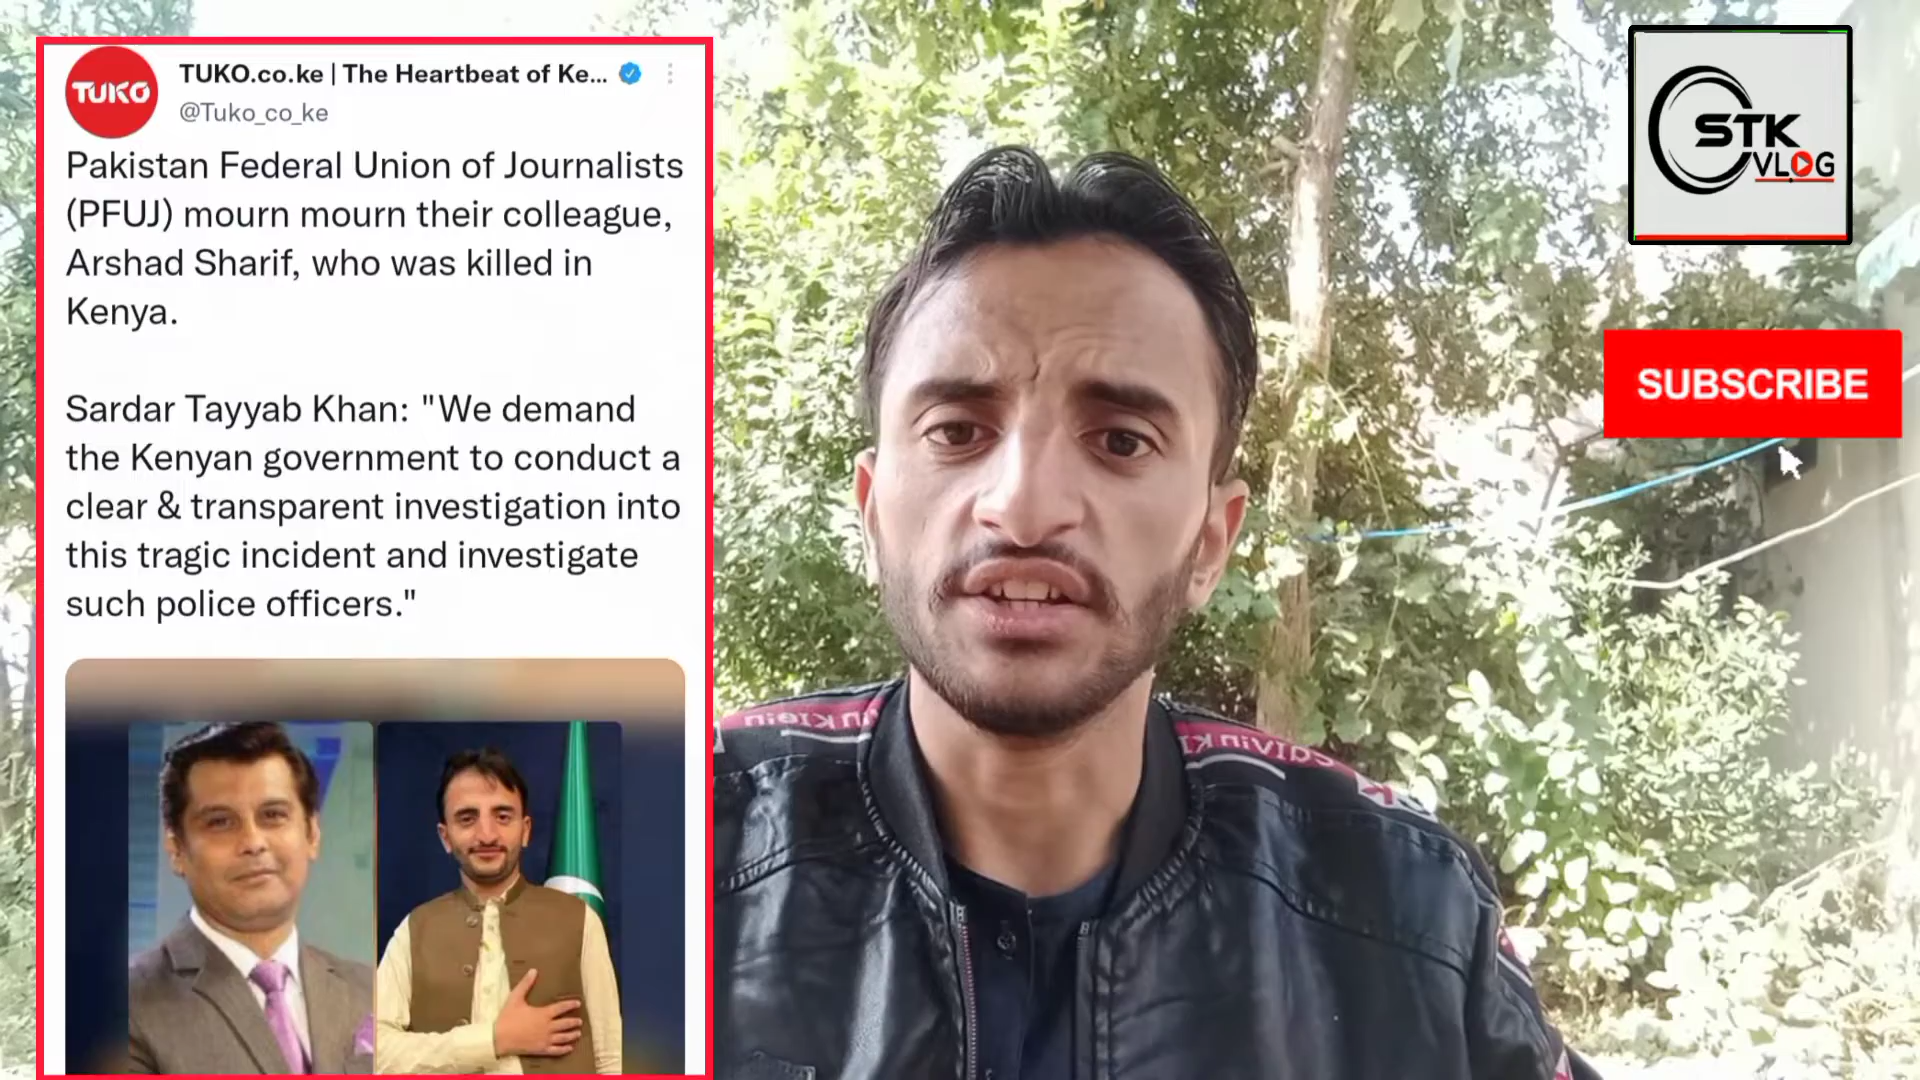 TUKO
TUKO.co.ke | The Heartbeat of Ke...
@Tuko_co_ke
Pakistan Federal Union of Journalists
(PFUJ) mourn mourn their colleague,
Arshad Sharif, who was killed in
Kenya.
Sardar Tayyab Khan: "We demand
the Kenyan government to conduct a
clear & transparent investigation into
this tragic incident and investigate
such police officers."
STK
VLOG
SUBSCRIBE